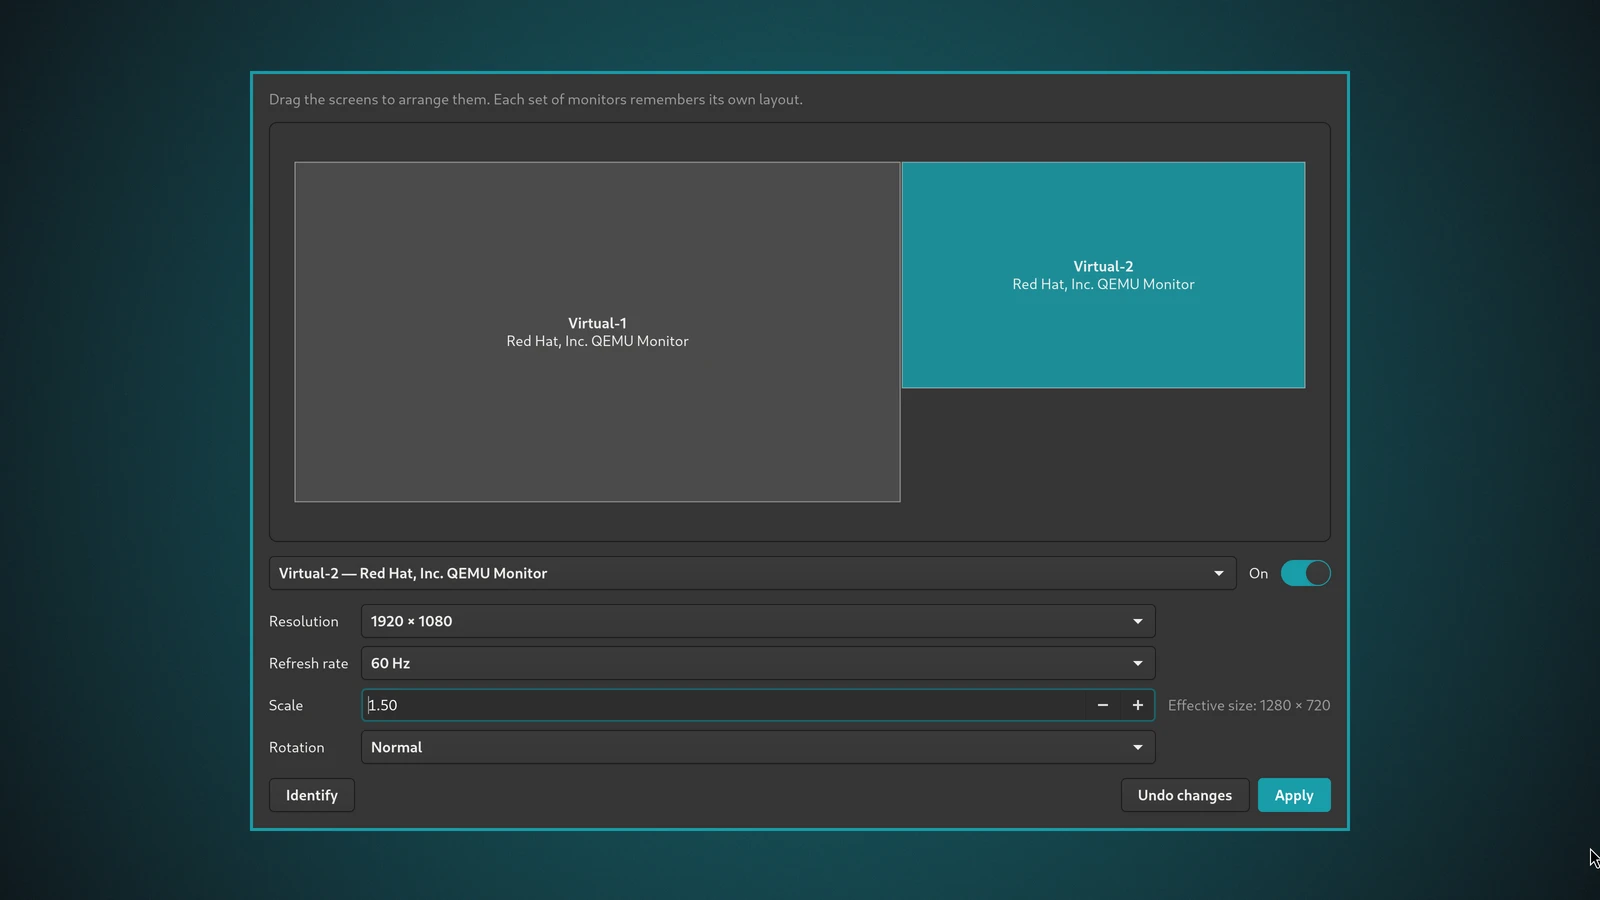 Drag the screens to arrange them. Each set of monitors remembers its own layout.
Virtual-1
Red Hat, Inc. QEMU Monitor
Virtual-2
Red Hat, Inc. QEMU Monitor
Virtual-2 — Red Hat, Inc. QEMU Monitor
On
Resolution
1920 × 1080
Refresh rate
60 Hz
Scale
1.50
Effective size: 1280 × 720
Rotation
Normal
Identify
Undo changes
Apply